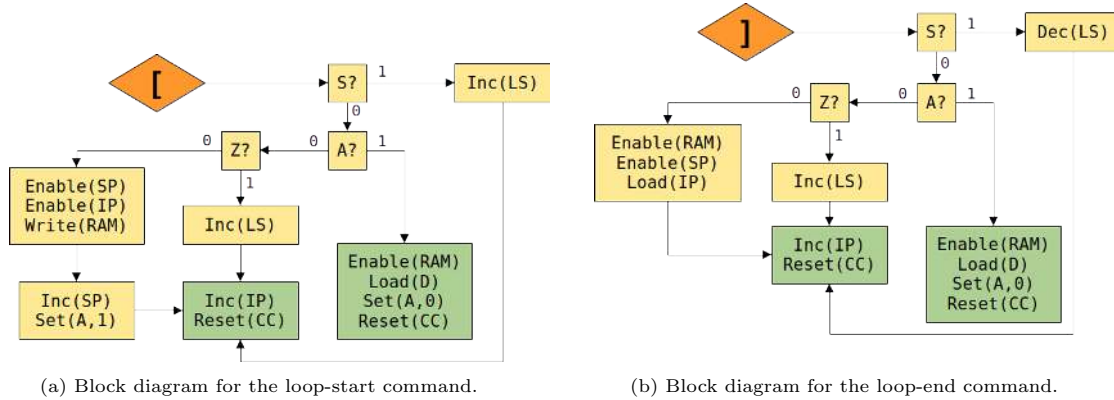 [
S?
1
Inc(LS)
0
0
Z?
0
A?
1
1
Enable(SP)
Enable(IP)
Write(RAM)
Inc(LS)
Enable(RAM)
Load(D)
Set(A,0)
Reset(CC)
Inc(SP)
Set(A,1)
Inc(IP)
Reset(CC)
(a) Block diagram for the loop-start command.
]
S?
1
Dec(LS)
0
0
Z?
0
A?
1
1
Enable(RAM)
Enable(SP)
Load(IP)
Inc(LS)
Inc(IP)
Reset(CC)
Enable(RAM)
Load(D)
Set(A,0)
Reset(CC)
(b) Block diagram for the loop-end command.